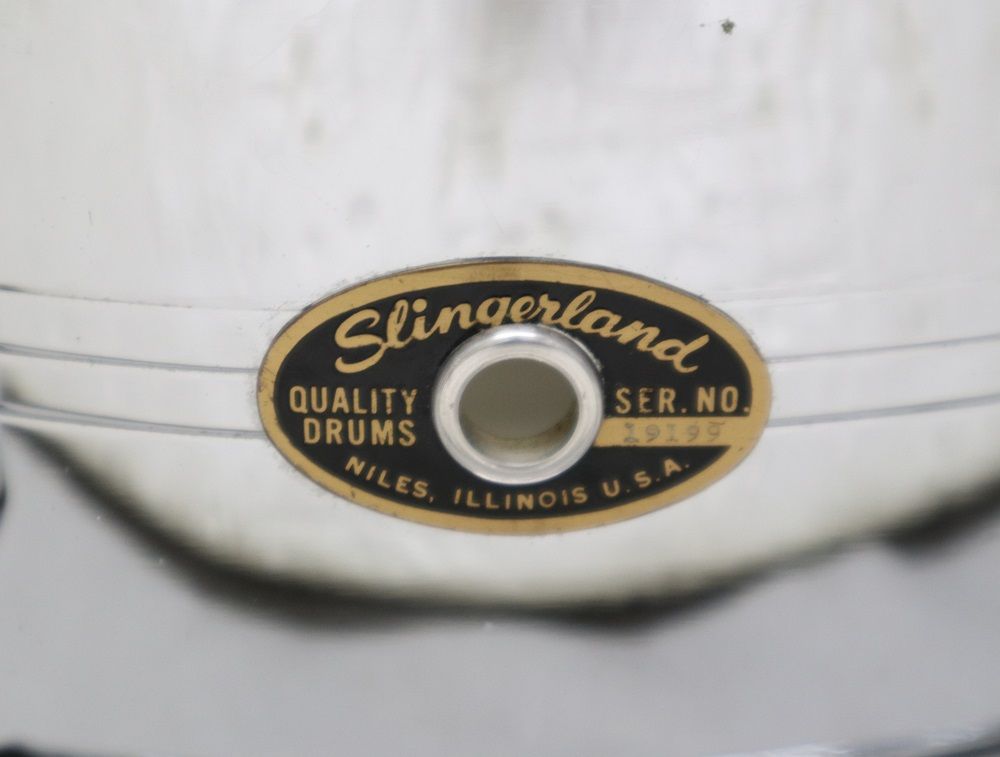 Slingerland
QUALITY
DRUMS
SER. NO.
19199
NILES, ILLINOIS U.S.A.